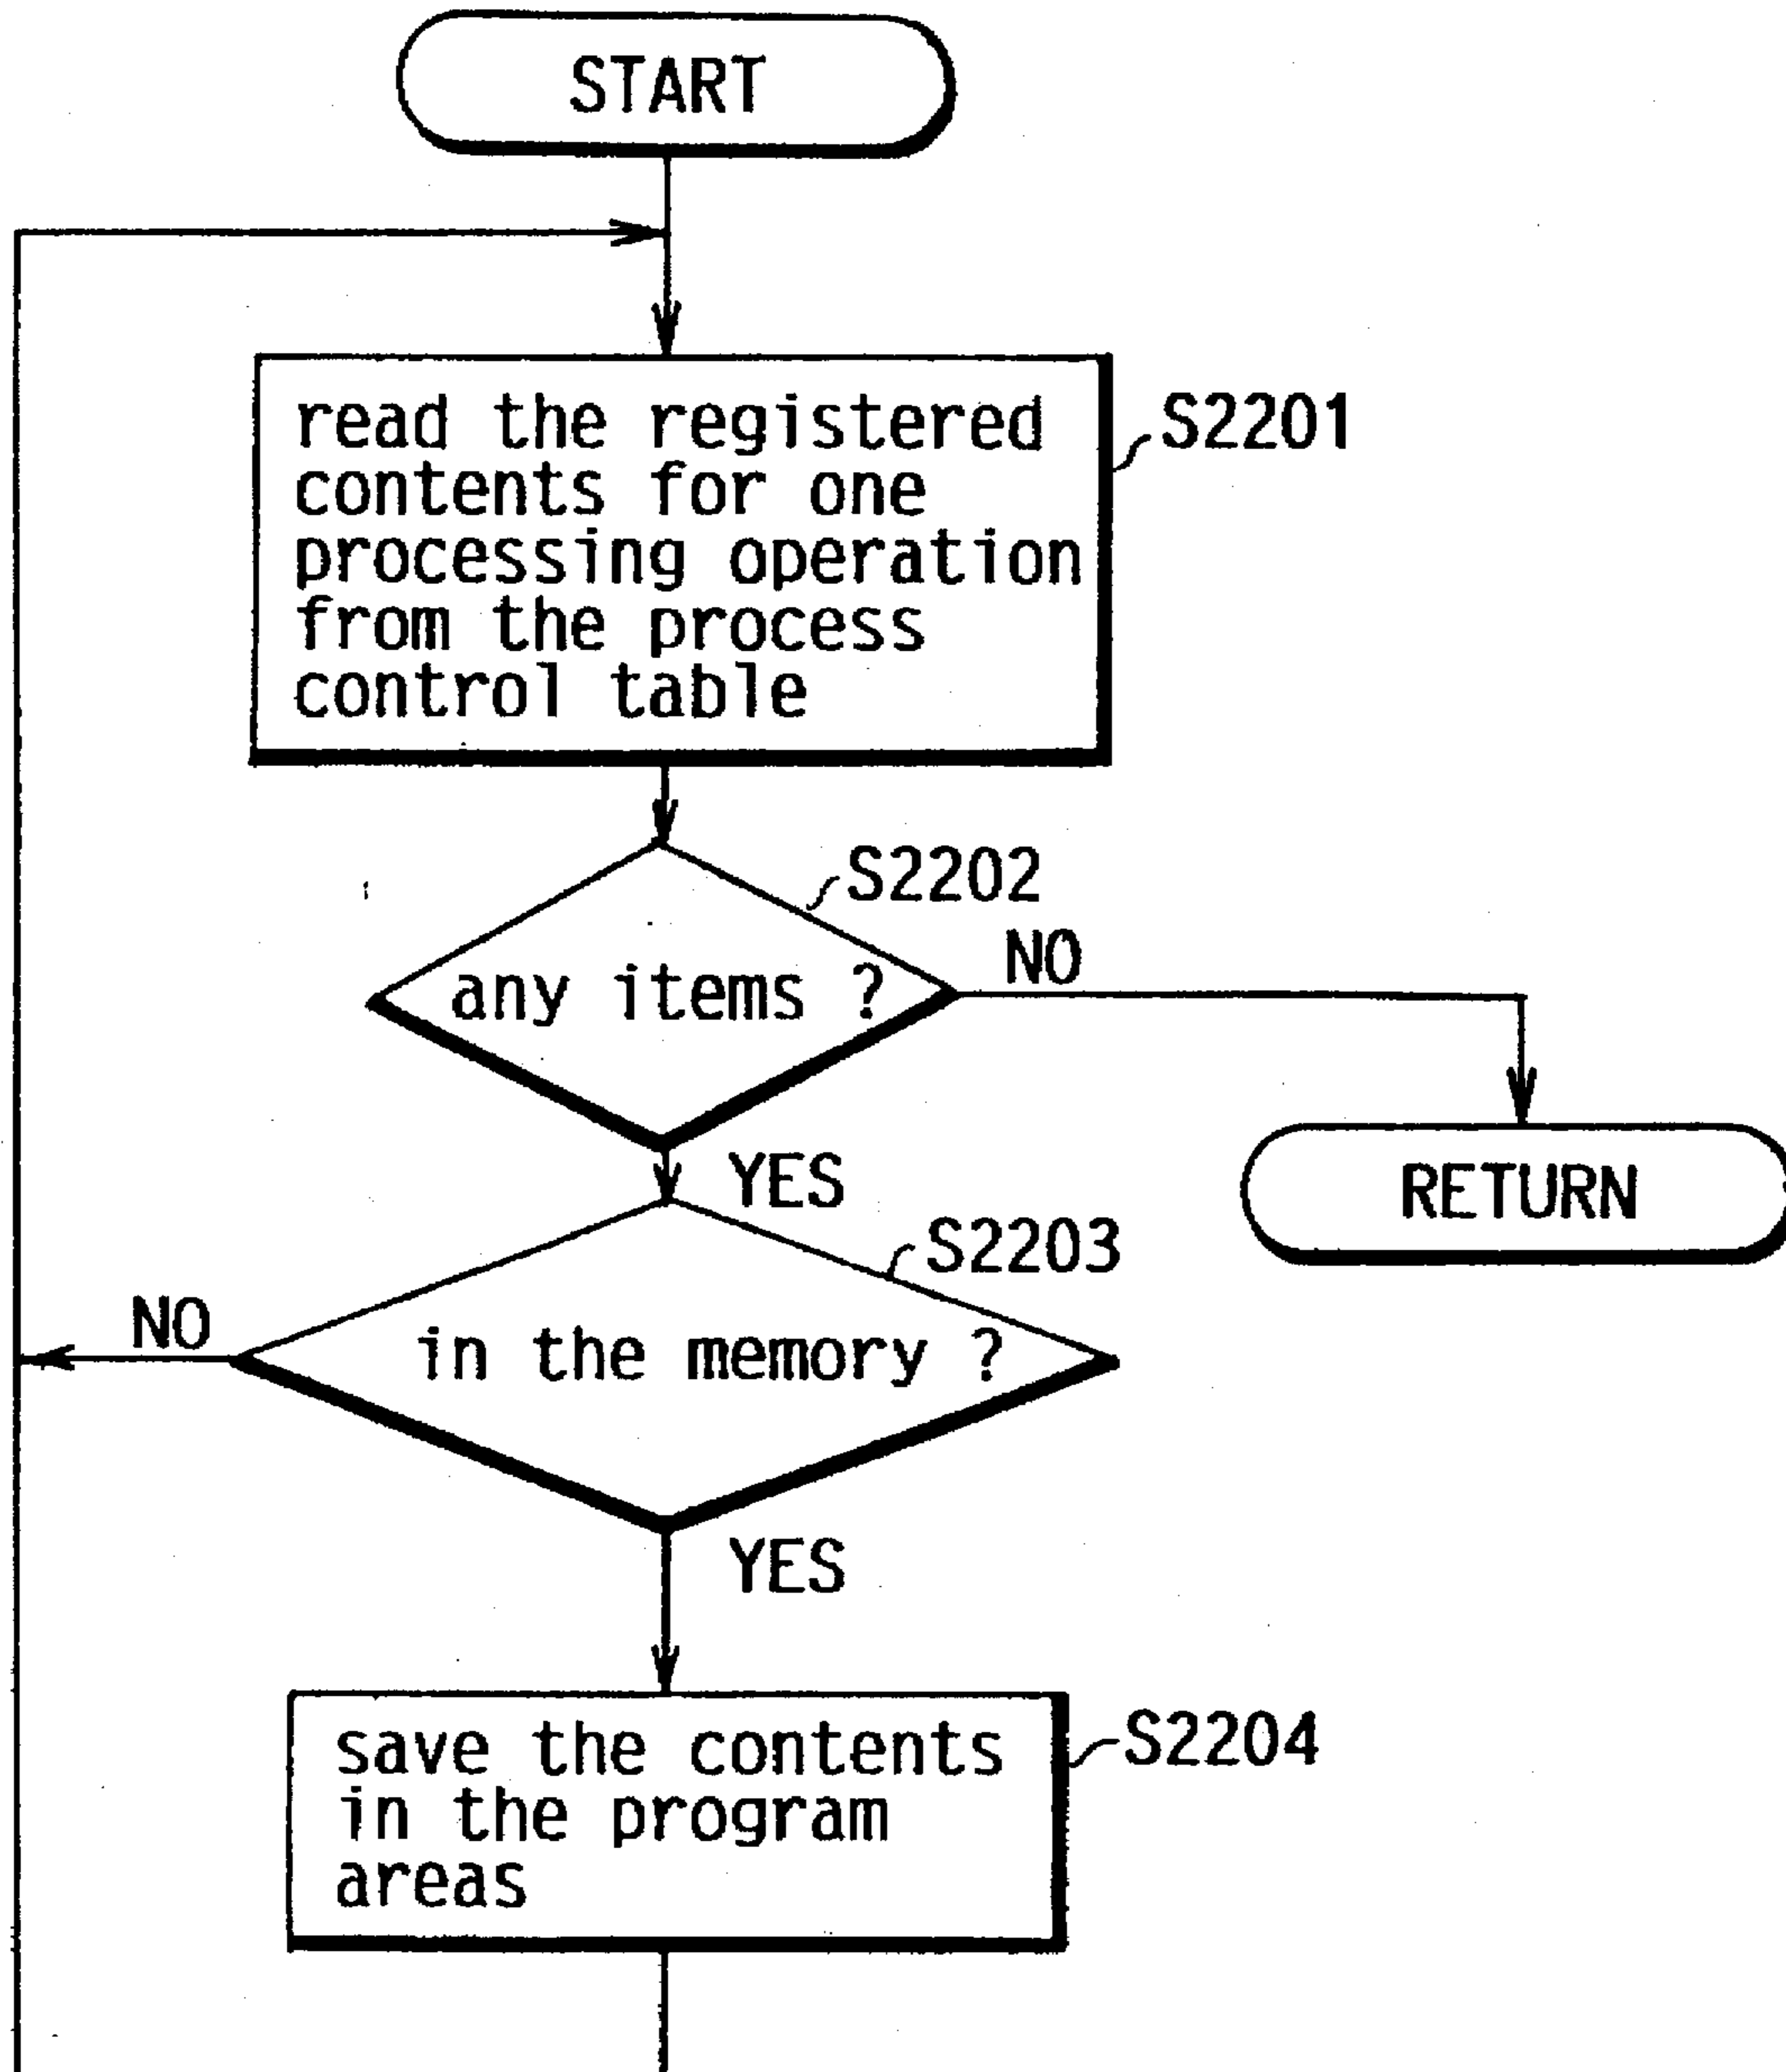 START
read the registered
contents for one
processing operation
from the process
control table
S2201
S2202
any items ?
NO
YES
RETURN
S2203
NO
in the memory ?
YES
save the contents
in the program
areas
S2204